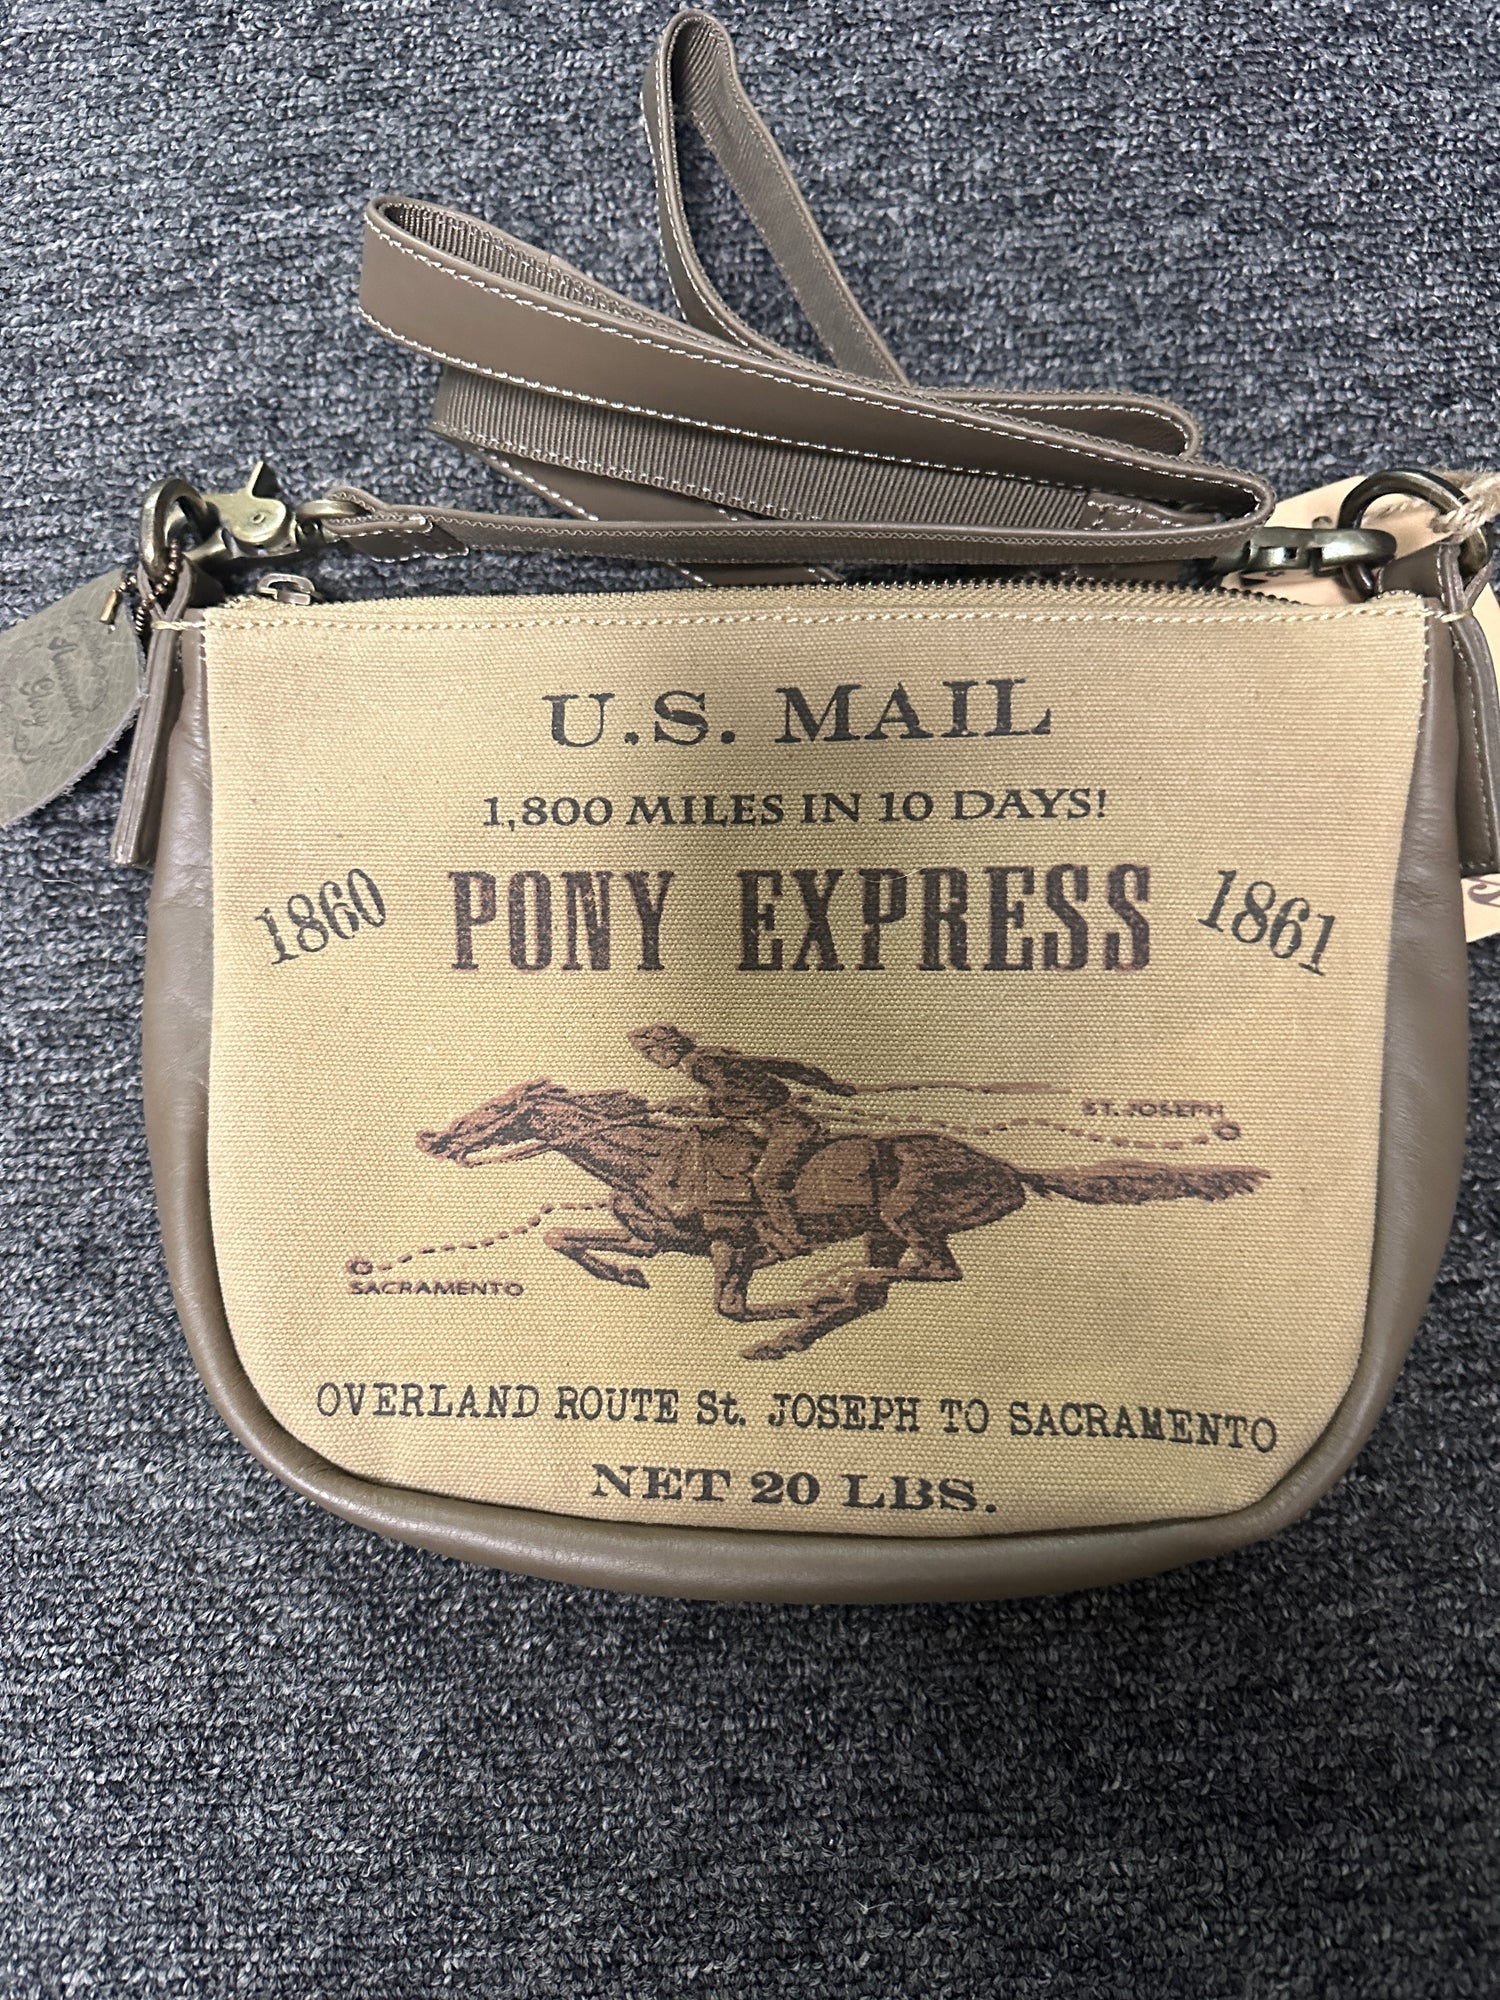 U.S. MAIL
1,800 MILES IN 10 DAYS!
1860 PONY EXPRESS 1861
ST. JOSEPH
SACRAMENTO
OVERLAND ROUTE St. JOSEPH TO SACRAMENTO
NET 20 LBS.